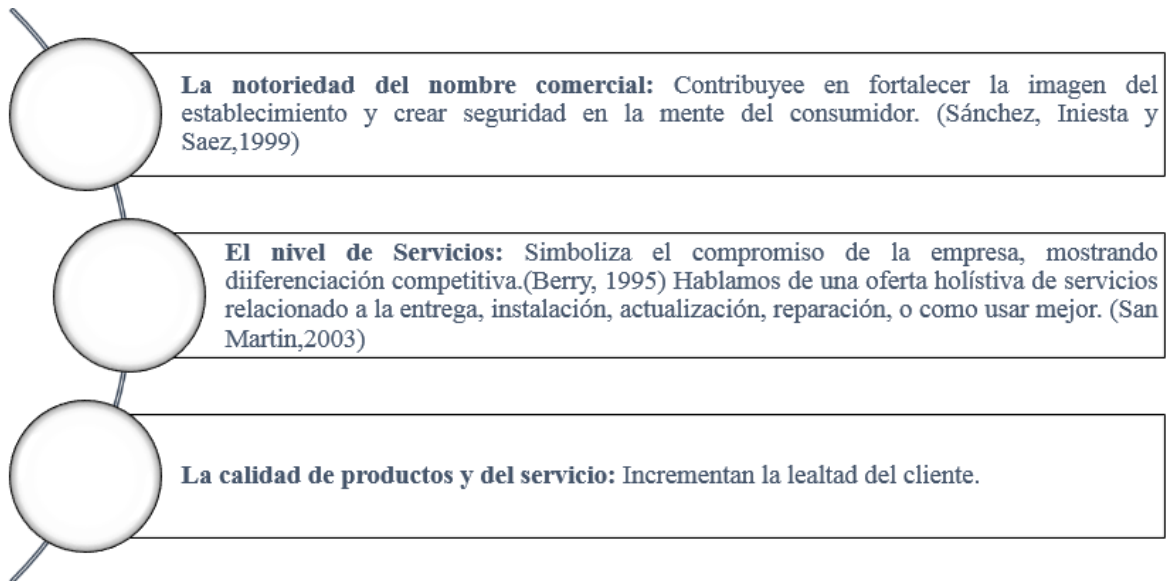 La notoriedad del nombre comercial: Contribuyee en fortalecer la imagen del
establecimiento y crear seguridad en la mente del consumidor. (Sánchez, Iniesta y
Saez,1999)
El nivel de Servicios: Simboliza el compromiso de la empresa, mostrando
diiferenciación competitiva.(Berry, 1995) Hablamos de una oferta holístiva de servicios
relacionado a la entrega, instalación, actualización, reparación, o como usar mejor. (San
Martin,2003)
La calidad de productos y del servicio: Incrementan la lealtad del cliente.